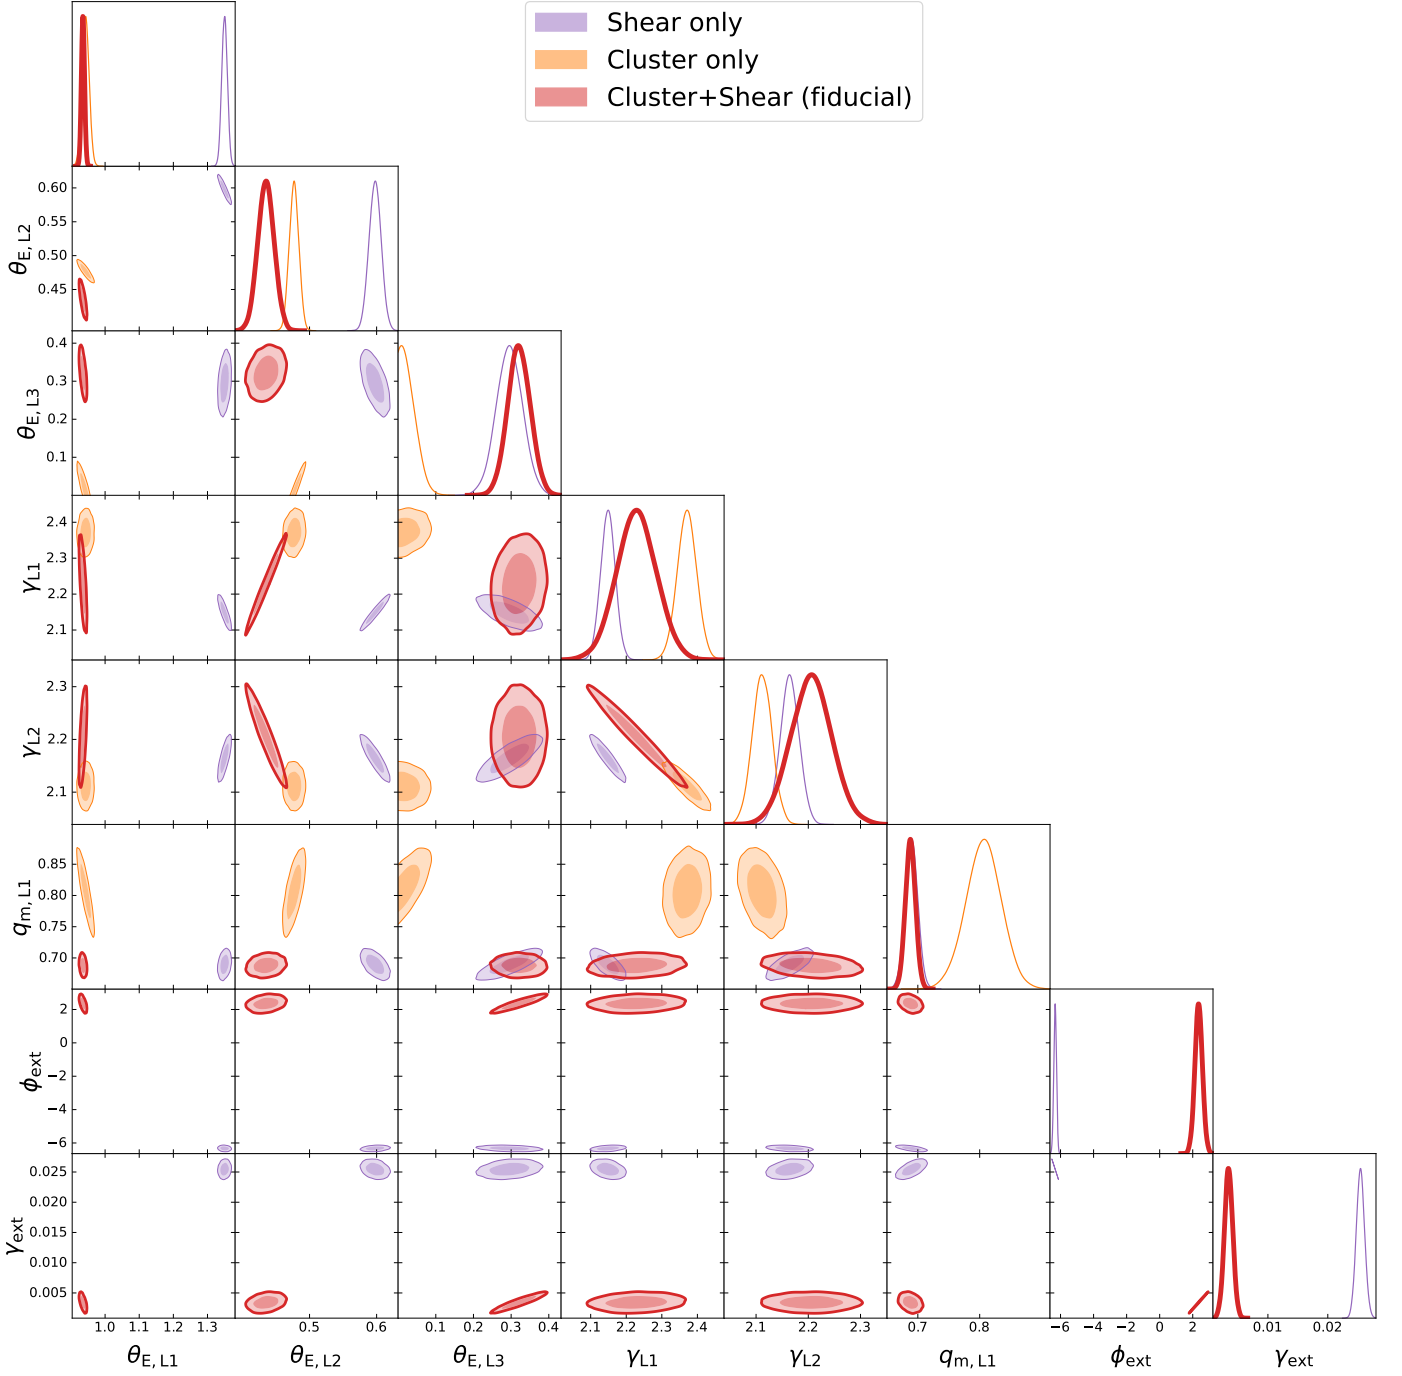 Shear only
Cluster only
Cluster+Shear (fiducial)
0.60
0.55
0.50
0.45
θE, L2
0.4
0.3
0.2
0.1
θE, L3
2.4
2.3
2.2
2.1
γL1
2.3
2.2
2.1
γL2
0.85
0.80
0.75
0.70
qm, L1
2
0
−2
−4
−6
ϕext
0.025
0.020
0.015
0.010
0.005
γext
1.0 1.1 1.2 1.3 0.5 0.6 0.1 0.2 0.3 0.4 2.1 2.2 2.3 2.4 2.1 2.2 2.3 0.7 0.8 −6 −4 −2 0 2 0.01 0.02
θE, L1 θE, L2 θE, L3 γL1 γL2 qm, L1 ϕext γext